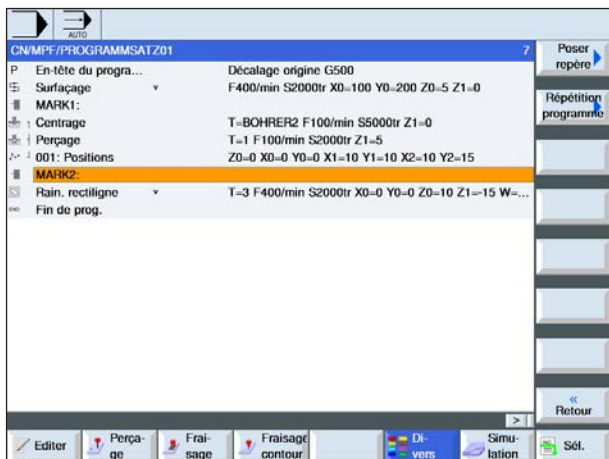 AUTO
CN/MPF/PROGRAMMSATZ01 7
P En-tête du progra... Décalage origine G500
Surfaçage F400/min S2000tr X0=100 Y0=200 Z0=5 Z1=0
MARK1:
Centrage T=BOHRER2 F100/min S5000tr Z1=0
Perçage T=1 F100/min S2000tr Z1=5
001: Positions Z0=0 X0=0 Y0=0 X1=10 Y1=10 X2=10 Y2=15
MARK2:
Rain. rectiligne T=3 F400/min S2000tr X0=0 Y0=0 Z0=10 Z1=-15 W=...
END Fin de prog.
Poser
repère
Répétition
programme
«
Retour
>
Editer
Perça-
ge
Frai-
sage
Fraisage
contour
Di-
vers
Simu-
lation
Sél.